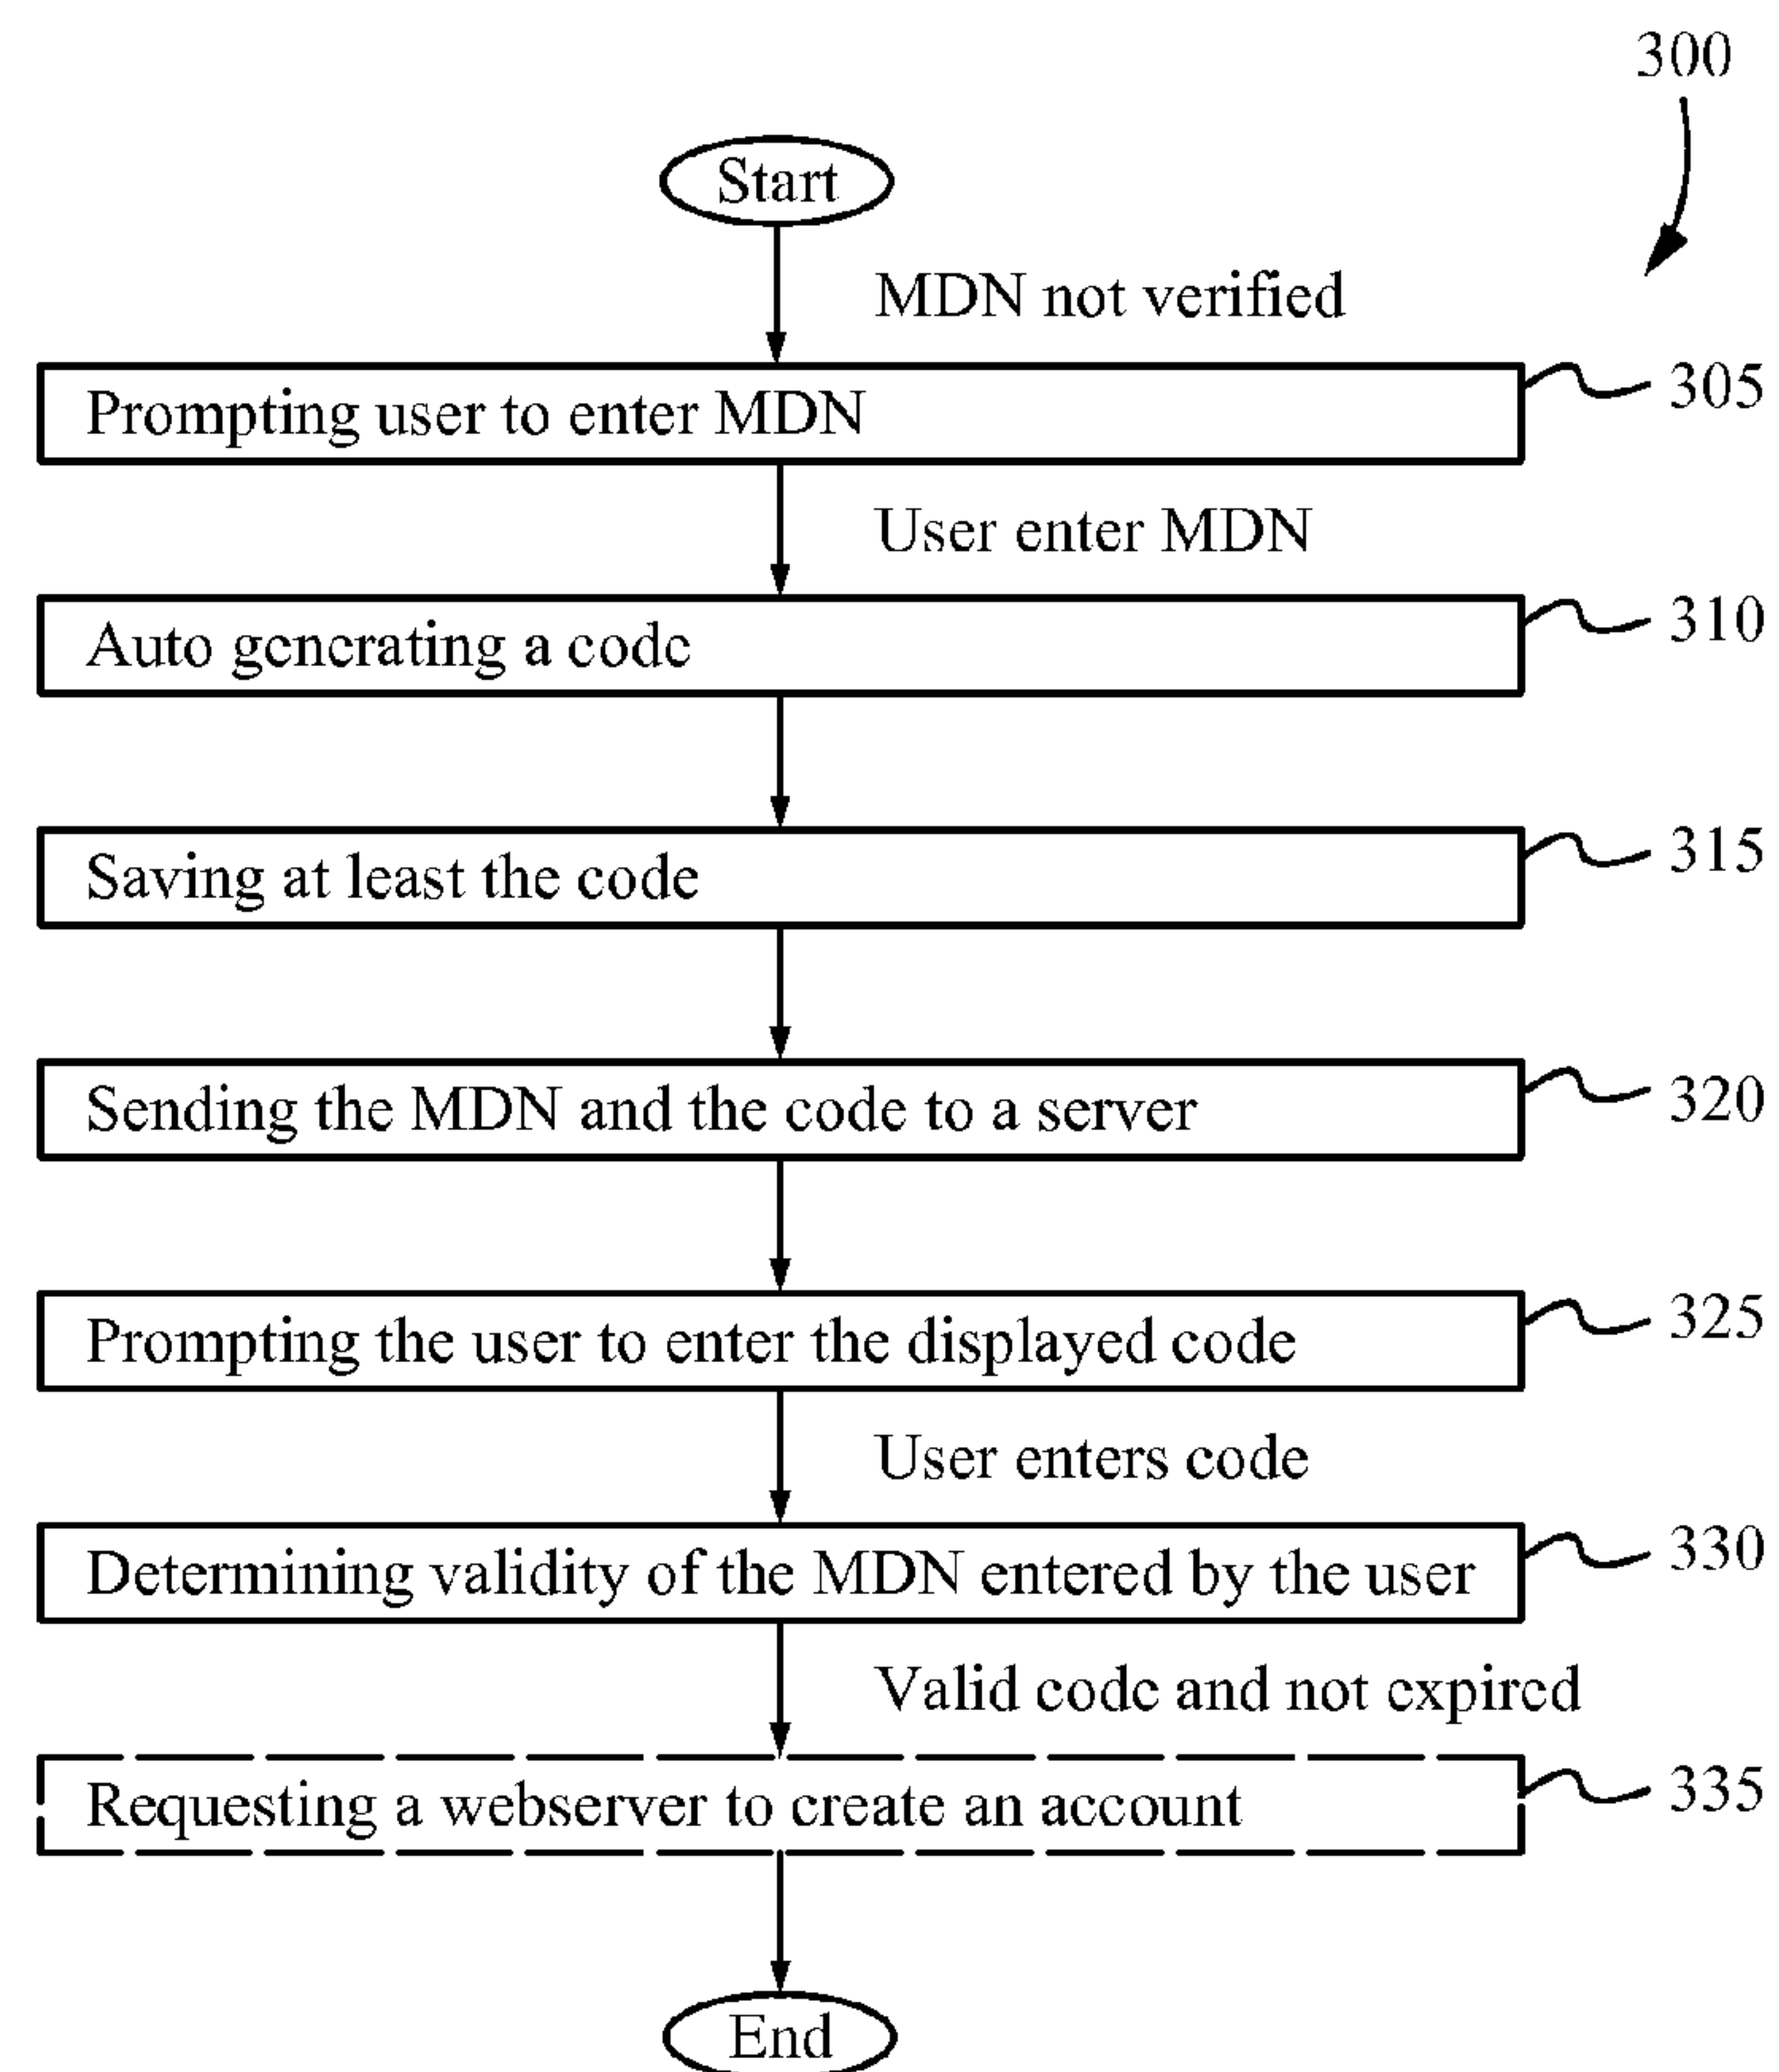 300
Start
MDN not verified
Prompting user to enter MDN
305
User enter MDN
Auto generating a code
310
Saving at least the code
315
Sending the MDN and the code to a server
320
Prompting the user to enter the displayed code
325
User enters code
Determining validity of the MDN entered by the user
330
Valid code and not expired
Requesting a webserver to create an account
335
End